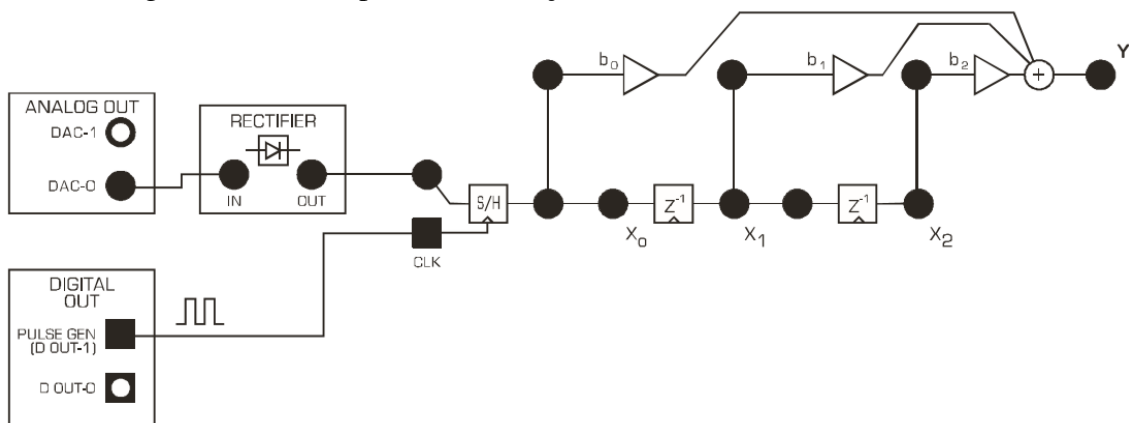 ANALOG OUT
DAC-1
DAC-0
RECTIFIER
IN
OUT
CLK
S/H
b₀
b₁
b₂
+
Y
Z⁻¹
Z⁻¹
X₀
X₁
X₂
DIGITAL
OUT
PULSE GEN
(D OUT-1)
D OUT-0